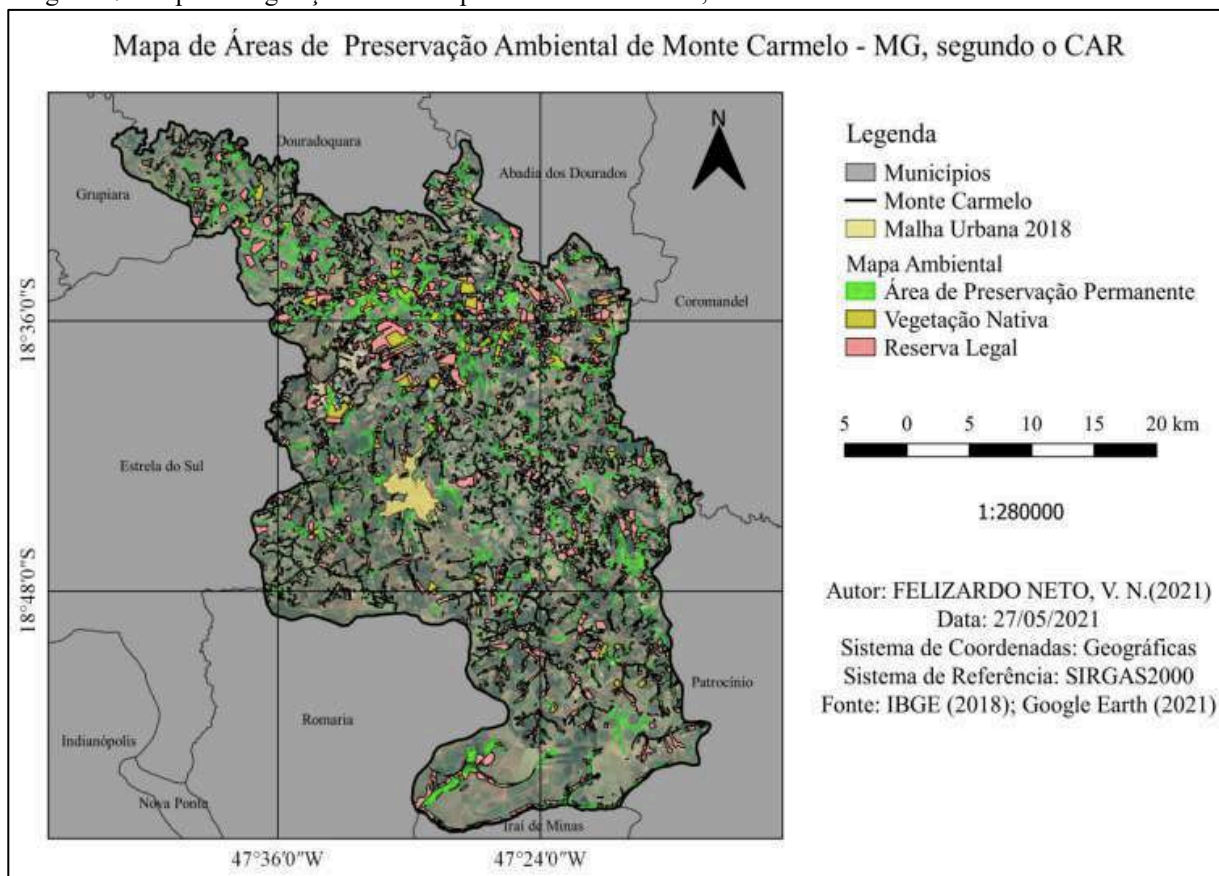 Mapa de Áreas de Preservação Ambiental de Monte Carmelo - MG, segundo o CAR
N
Douradoquara
Abadia dos Dourados
Grupiara
Coromandel
Estrela do Sul
Patrocínio
Romaria
Indianópolis
Nova Ponte
Iraí de Minas
18°36'0"S
18°48'0"S
47°36'0"W
47°24'0"W
Legenda
Municípios
Monte Carmelo
Malha Urbana 2018
Mapa Ambiental
Área de Preservação Permanente
Vegetação Nativa
Reserva Legal
5 0 5 10 15 20 km
1:280000
Autor: FELIZARDO NETO, V. N.(2021)
Data: 27/05/2021
Sistema de Coordenadas: Geográficas
Sistema de Referência: SIRGAS2000
Fonte: IBGE (2018); Google Earth (2021)